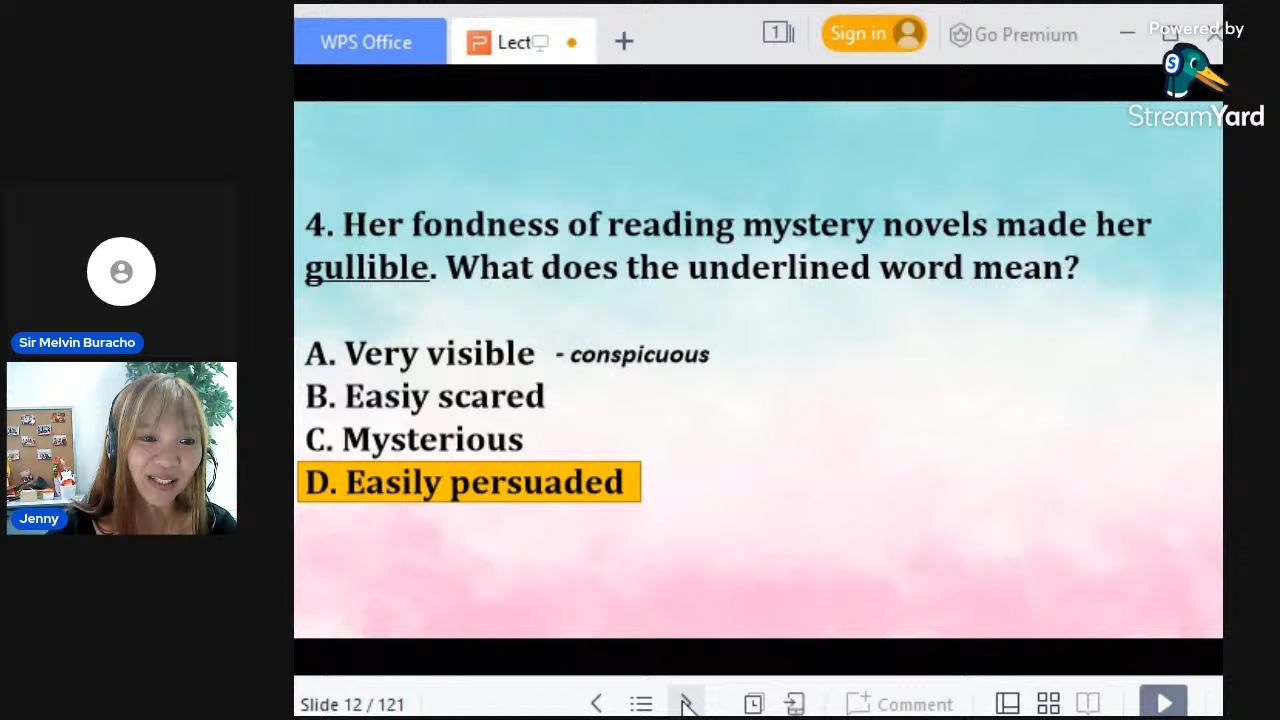 WPS Office
Lect
1
Sign in
Go Premium
Powered by
StreamYard
4. Her fondness of reading mystery novels made her
gullible. What does the underlined word mean?
A. Very visible - conspicuous
B. Easiy scared
C. Mysterious
D. Easily persuaded
Sir Melvin Buracho
Jenny
Slide 12 / 121
Comment